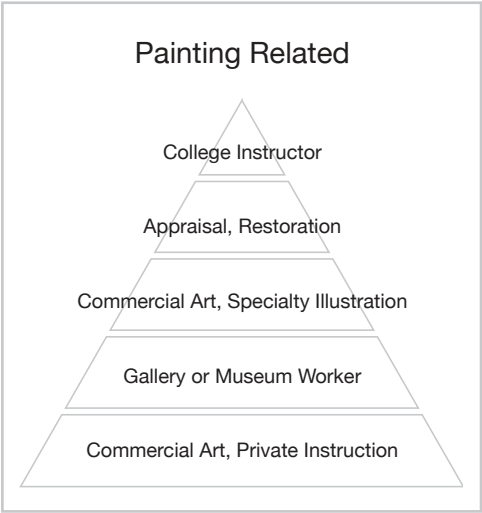 Painting Related
College Instructor
Appraisal, Restoration
Commercial Art, Specialty Illustration
Gallery or Museum Worker
Commercial Art, Private Instruction